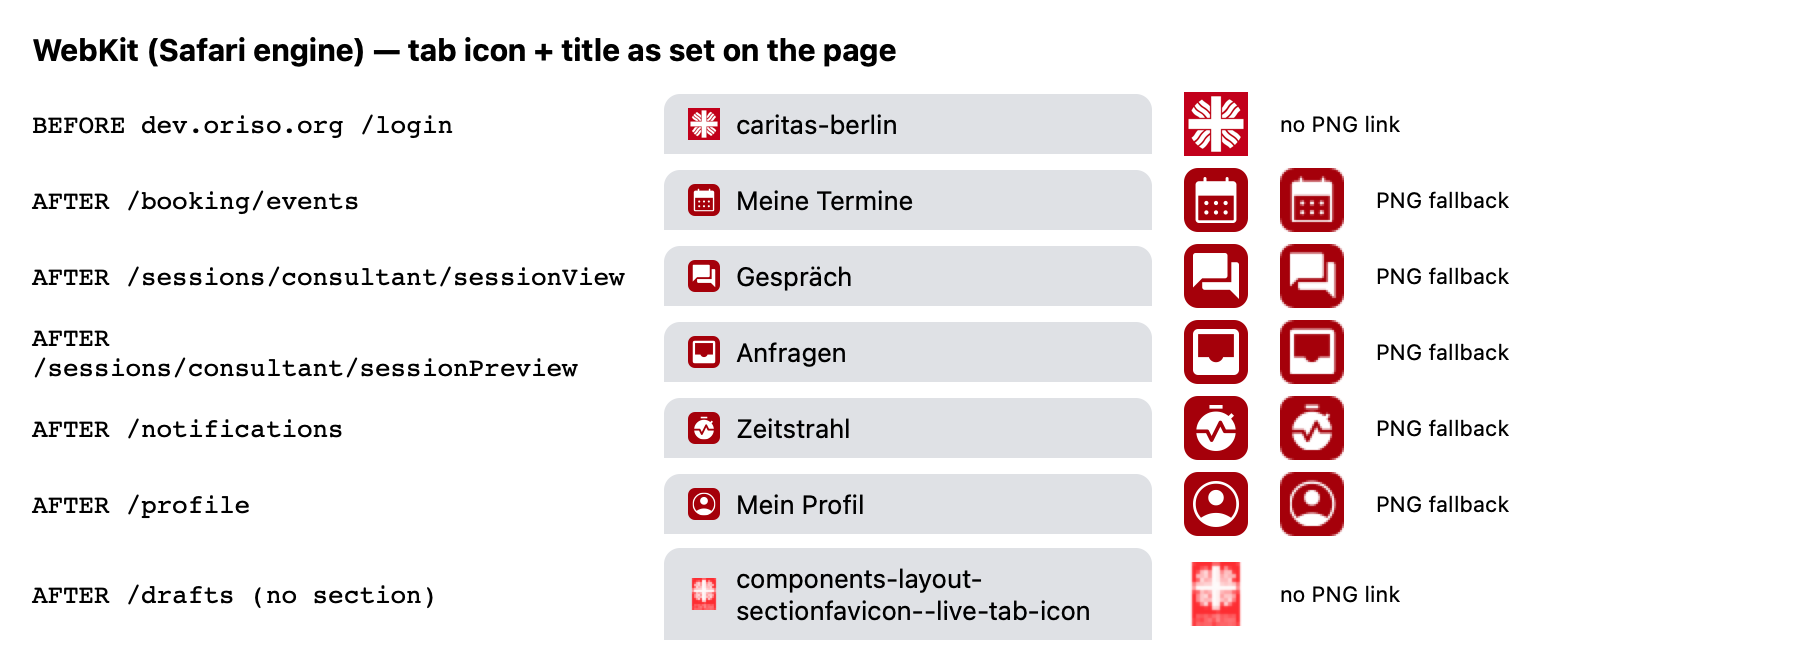 WebKit (Safari engine) — tab icon + title as set on the page
BEFORE dev.oriso.org /login
caritas-berlin
no PNG link
AFTER /booking/events
Meine Termine
PNG fallback
AFTER /sessions/consultant/sessionView
Gespräch
PNG fallback
AFTER
/sessions/consultant/sessionPreview
Anfragen
PNG fallback
AFTER /notifications
Zeitstrahl
PNG fallback
AFTER /profile
Mein Profil
PNG fallback
AFTER /drafts (no section)
components-layout-
sectionfavicon--live-tab-icon
no PNG link